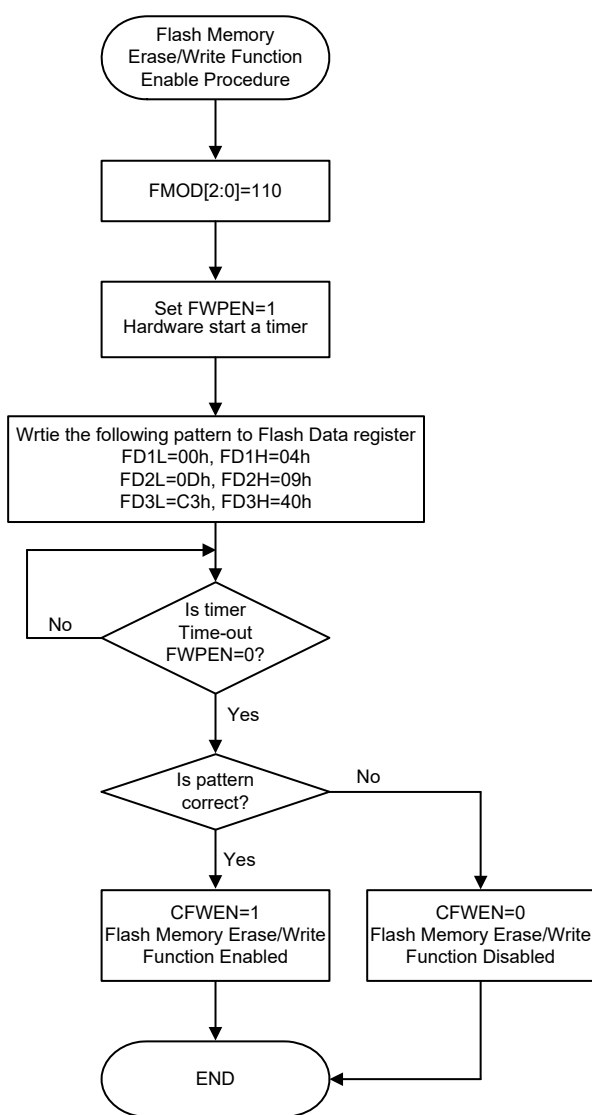 Flash Memory
Erase/Write Function
Enable Procedure
FMOD[2:0]=110
Set FWPEN=1
Hardware start a timer
Wrtie the following pattern to Flash Data register
FD1L=00h, FD1H=04h
FD2L=0Dh, FD2H=09h
FD3L=C3h, FD3H=40h
Is timer
Time-out
FWPEN=0?
No
Yes
Is pattern
correct?
No
Yes
CFWEN=1
Flash Memory Erase/Write
Function Enabled
CFWEN=0
Flash Memory Erase/Write
Function Disabled
END